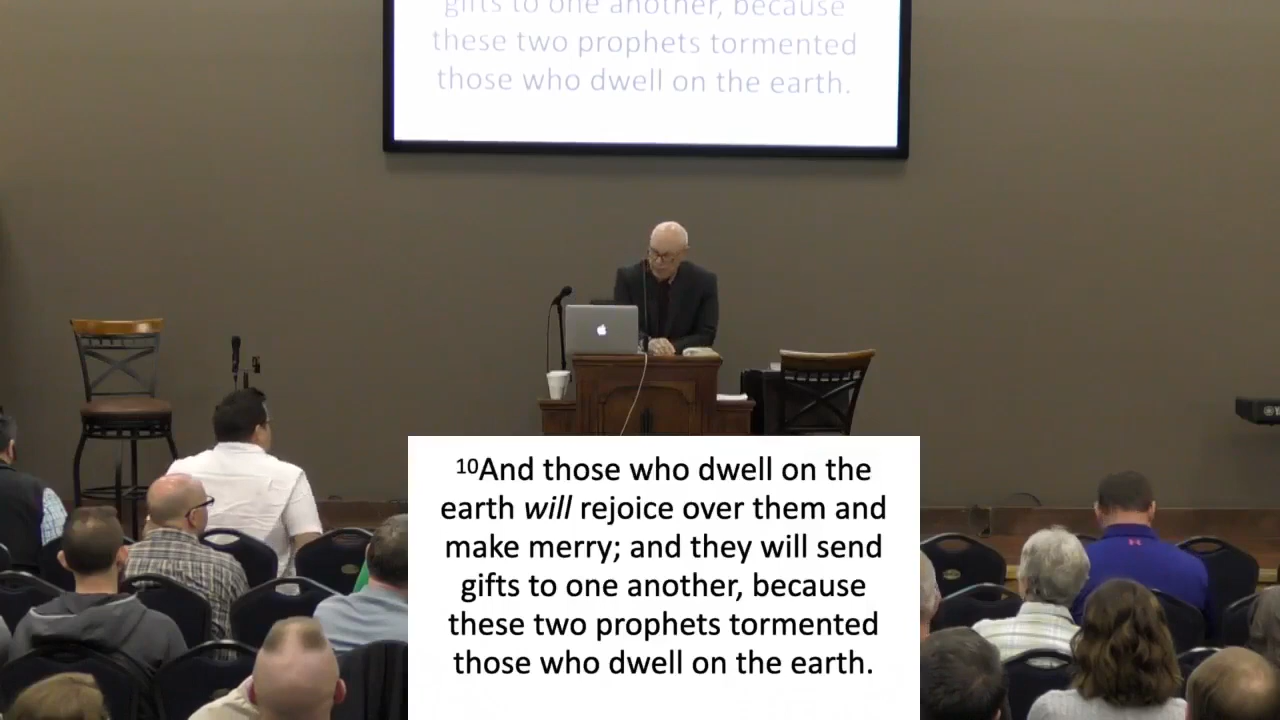 gifts to one another, because
these two prophets tormented
those who dwell on the earth.
10And those who dwell on the
earth will rejoice over them and
make merry; and they will send
gifts to one another, because
these two prophets tormented
those who dwell on the earth.